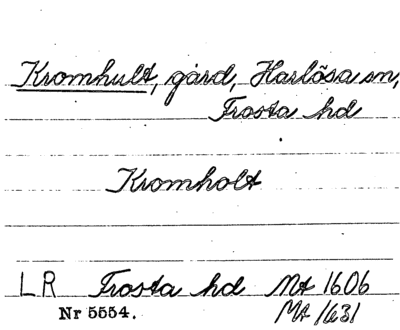 Kromhult, gård, Harlösa sn,
Frosta hd
Kromholt
LR Frosta hd Mt 1606
Nr 5554. Mt 1631